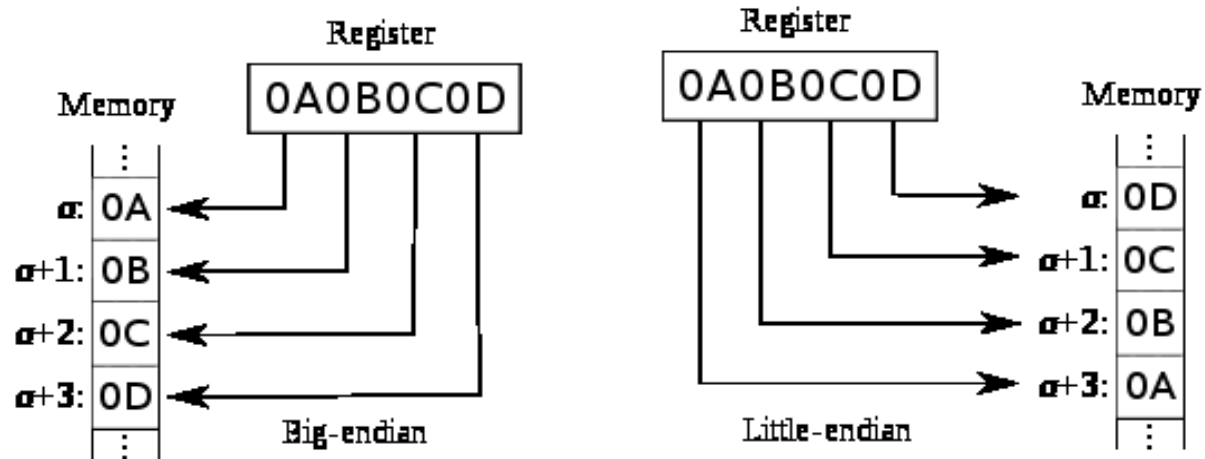 Register
0A0B0C0D
Memory
⋮
a: 0A
a+1: 0B
a+2: 0C
a+3: 0D
⋮
Big-endian
Register
0A0B0C0D
Memory
⋮
a: 0D
a+1: 0C
a+2: 0B
a+3: 0A
⋮
Little-endian